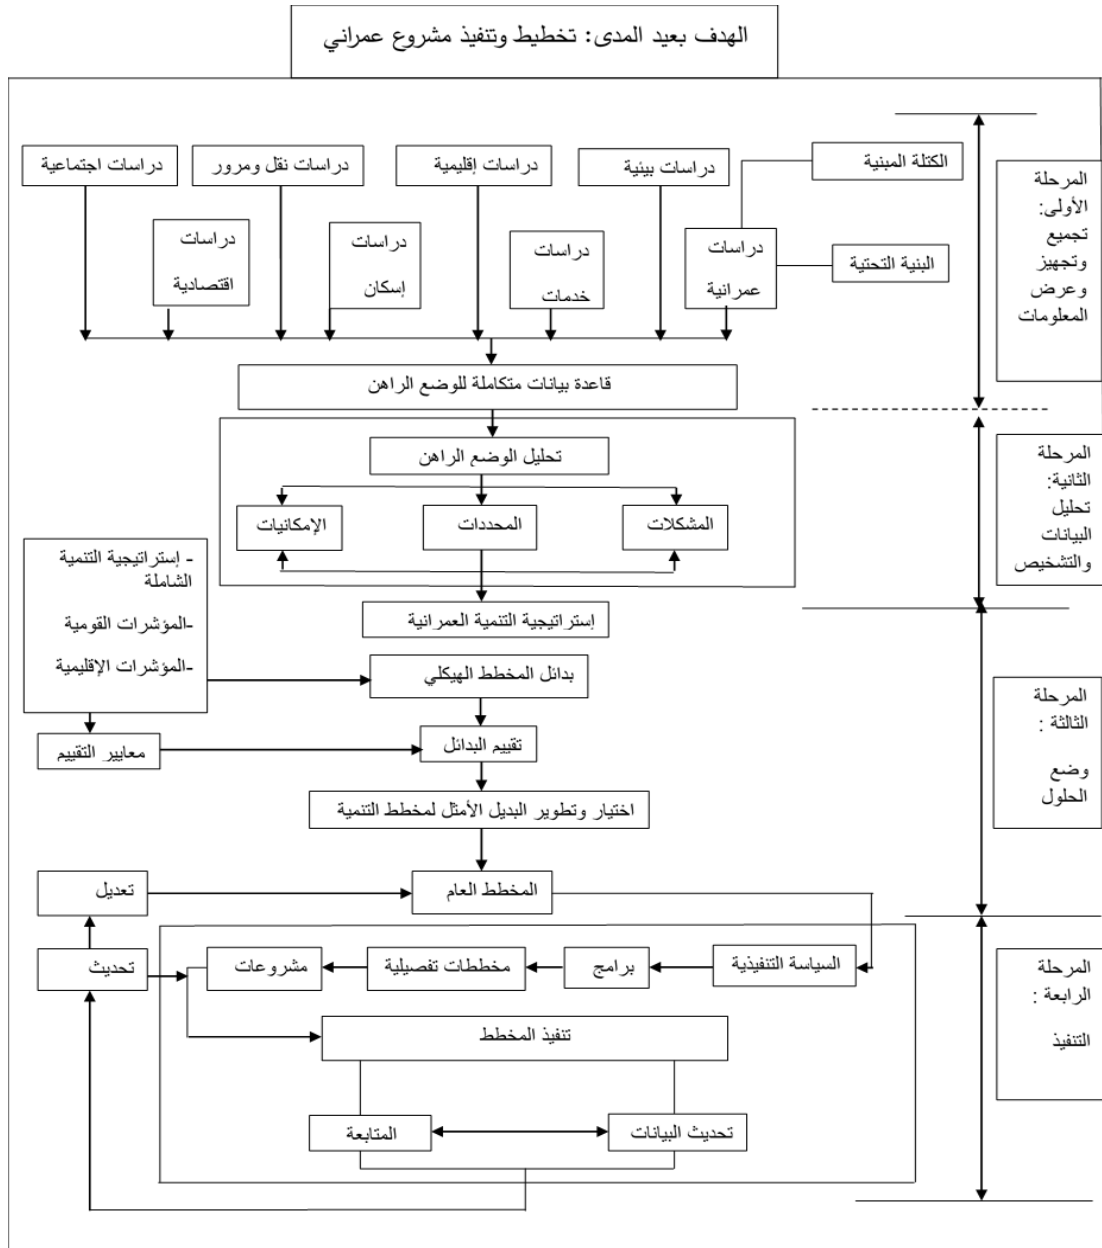 الهدف بعيد المدى: تخطيط وتنفيذ مشروع عمراني
الكتلة المبنية
دراسات بيئية
دراسات إقليمية
دراسات نقل ومرور
دراسات اجتماعية
المرحلة
الأولى:
تجميع
وتجهيز
وعرض
المعلومات
دراسات
عمرانية
البنية التحتية
دراسات
خدمات
دراسات
إسكان
دراسات
اقتصادية
قاعدة بيانات متكاملة للوضع الراهن
المرحلة
الثانية:
تحليل
البيانات
والتشخيص
تحليل الوضع الراهن
المشكلات
المحددات
الإمكانيات
إستراتيجية التنمية العمرانية
- إستراتيجية التنمية
الشاملة
-المؤشرات القومية
-المؤشرات الإقليمية
المرحلة
الثالثة :
وضع
الحلول
بدائل المخطط الهيكلي
تقييم البدائل
معايير التقييم
اختيار وتطوير البديل الأمثل لمخطط التنمية
المخطط العام
تعديل
المرحلة
الرابعة :
التنفيذ
السياسة التنفيذية
برامج
مخططات تفصيلية
مشروعات
تحديث
تنفيذ المخطط
تحديث البيانات
المتابعة